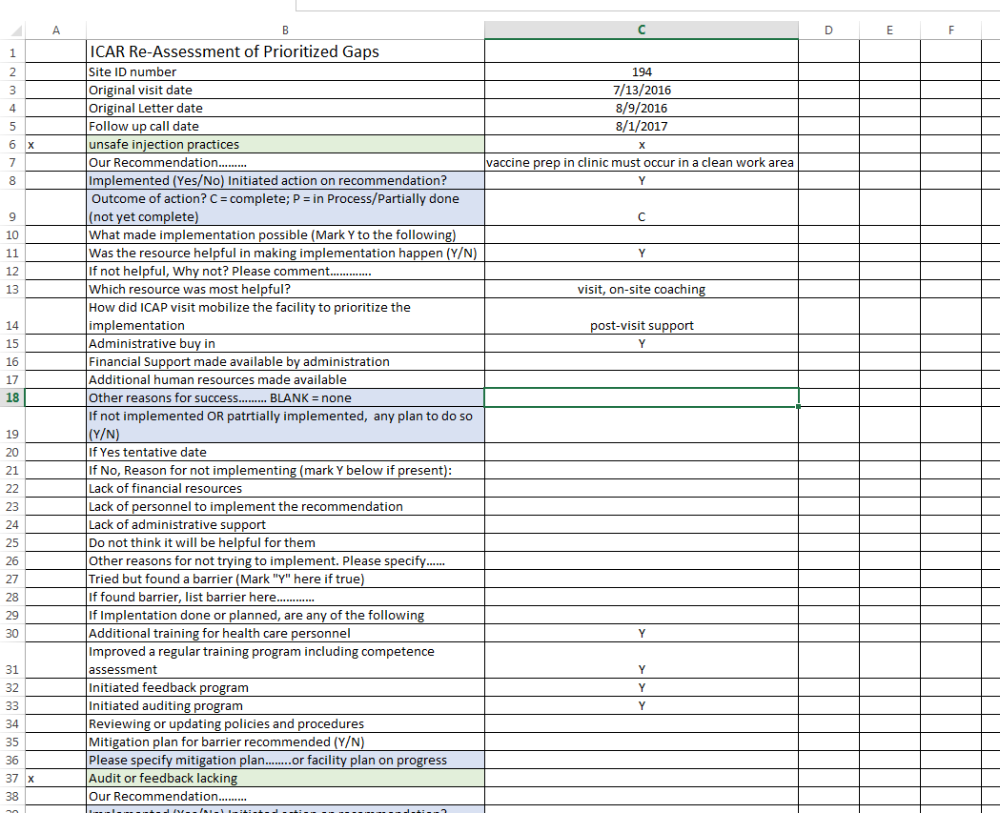 A B C D E F
1 ICAR Re-Assessment of Prioritized Gaps
2 Site ID number 194
3 Original visit date 7/13/2016
4 Original Letter date 8/9/2016
5 Follow up call date 8/1/2017
6 x unsafe injection practices x
7 Our Recommendation......... vaccine prep in clinic must occur in a clean work area
8 Implemented (Yes/No) Initiated action on recommendation? Y
Outcome of action? C = complete; P = in Process/Partially done
9 (not yet complete) C
10 What made implementation possible (Mark Y to the following)
11 Was the resource helpful in making implementation happen (Y/N) Y
12 If not helpful, Why not? Please comment.............
13 Which resource was most helpful? visit, on-site coaching
How did ICAP visit mobilize the facility to prioritize the
14 implementation post-visit support
15 Administrative buy in Y
16 Financial Support made available by administration
17 Additional human resources made available
18 Other reasons for success......... BLANK = none
If not implemented OR patrtially implemented, any plan to do so
19 (Y/N)
20 If Yes tentative date
21 If No, Reason for not implementing (mark Y below if present):
22 Lack of financial resources
23 Lack of personnel to implement the recommendation
24 Lack of administrative support
25 Do not think it will be helpful for them
26 Other reasons for not trying to implement. Please specify......
27 Tried but found a barrier (Mark "Y" here if true)
28 If found barrier, list barrier here............
29 If Implentation done or planned, are any of the following
30 Additional training for health care personnel Y
Improved a regular training program including competence
31 assessment Y
32 Initiated feedback program Y
33 Initiated auditing program Y
34 Reviewing or updating policies and procedures
35 Mitigation plan for barrier recommended (Y/N)
36 Please specify mitigation plan........or facility plan on progress
37 x Audit or feedback lacking
38 Our Recommendation.........